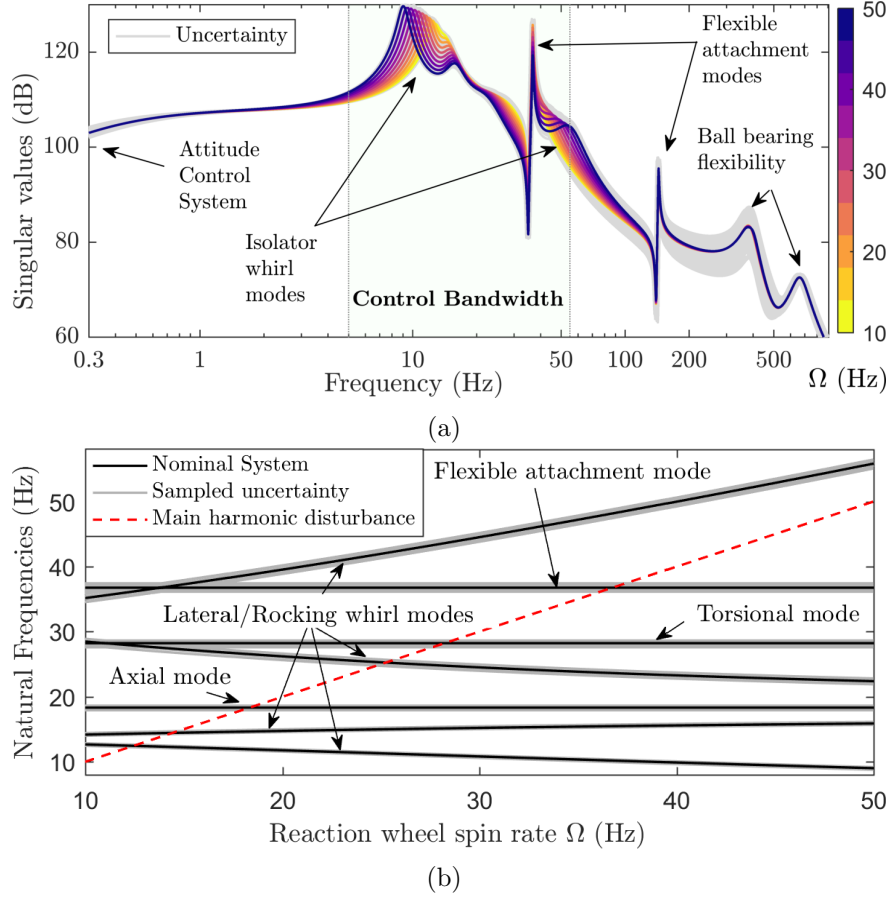 Uncertainty
Flexible
attachment
modes
Ball bearing
flexibility
Attitude
Control
System
Isolator
whirl
modes
Control Bandwidth
Singular values (dB)
120
100
80
60
0.3
1
10
50
100
200
500
Frequency (Hz)
50
40
30
20
10
Ω (Hz)
(a)
Nominal System
Sampled uncertainty
Main harmonic disturbance
Flexible attachment mode
Lateral/Rocking whirl modes
Torsional mode
Axial mode
Natural Frequencies (Hz)
50
40
30
20
10
10
20
30
40
50
Reaction wheel spin rate Ω (Hz)
(b)